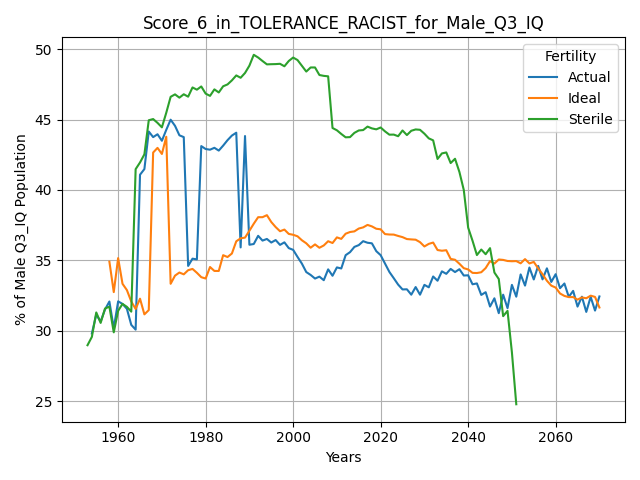 Score_6_in_TOLERANCE_RACIST_for_Male_Q3_IQ
Fertility
Actual
Ideal
Sterile
% of Male Q3_IQ Population
50
45
40
35
30
25
1960 1980 2000 2020 2040 2060
Years